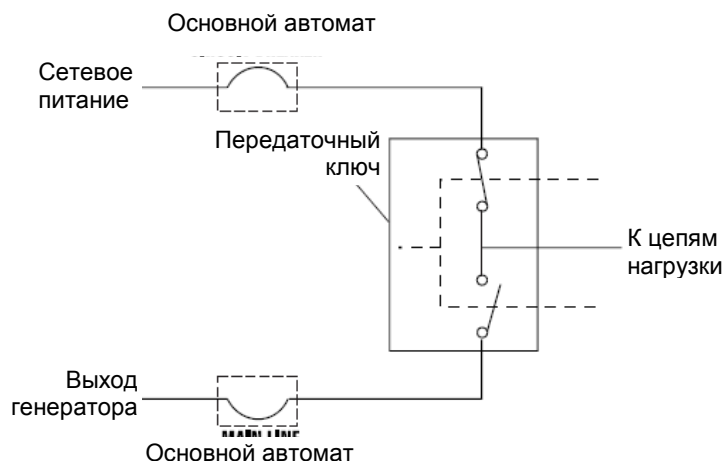 Основной автомат
Сетевое
питание
Передаточный
ключ
К цепям
нагрузки
Выход
генератора
Основной автомат